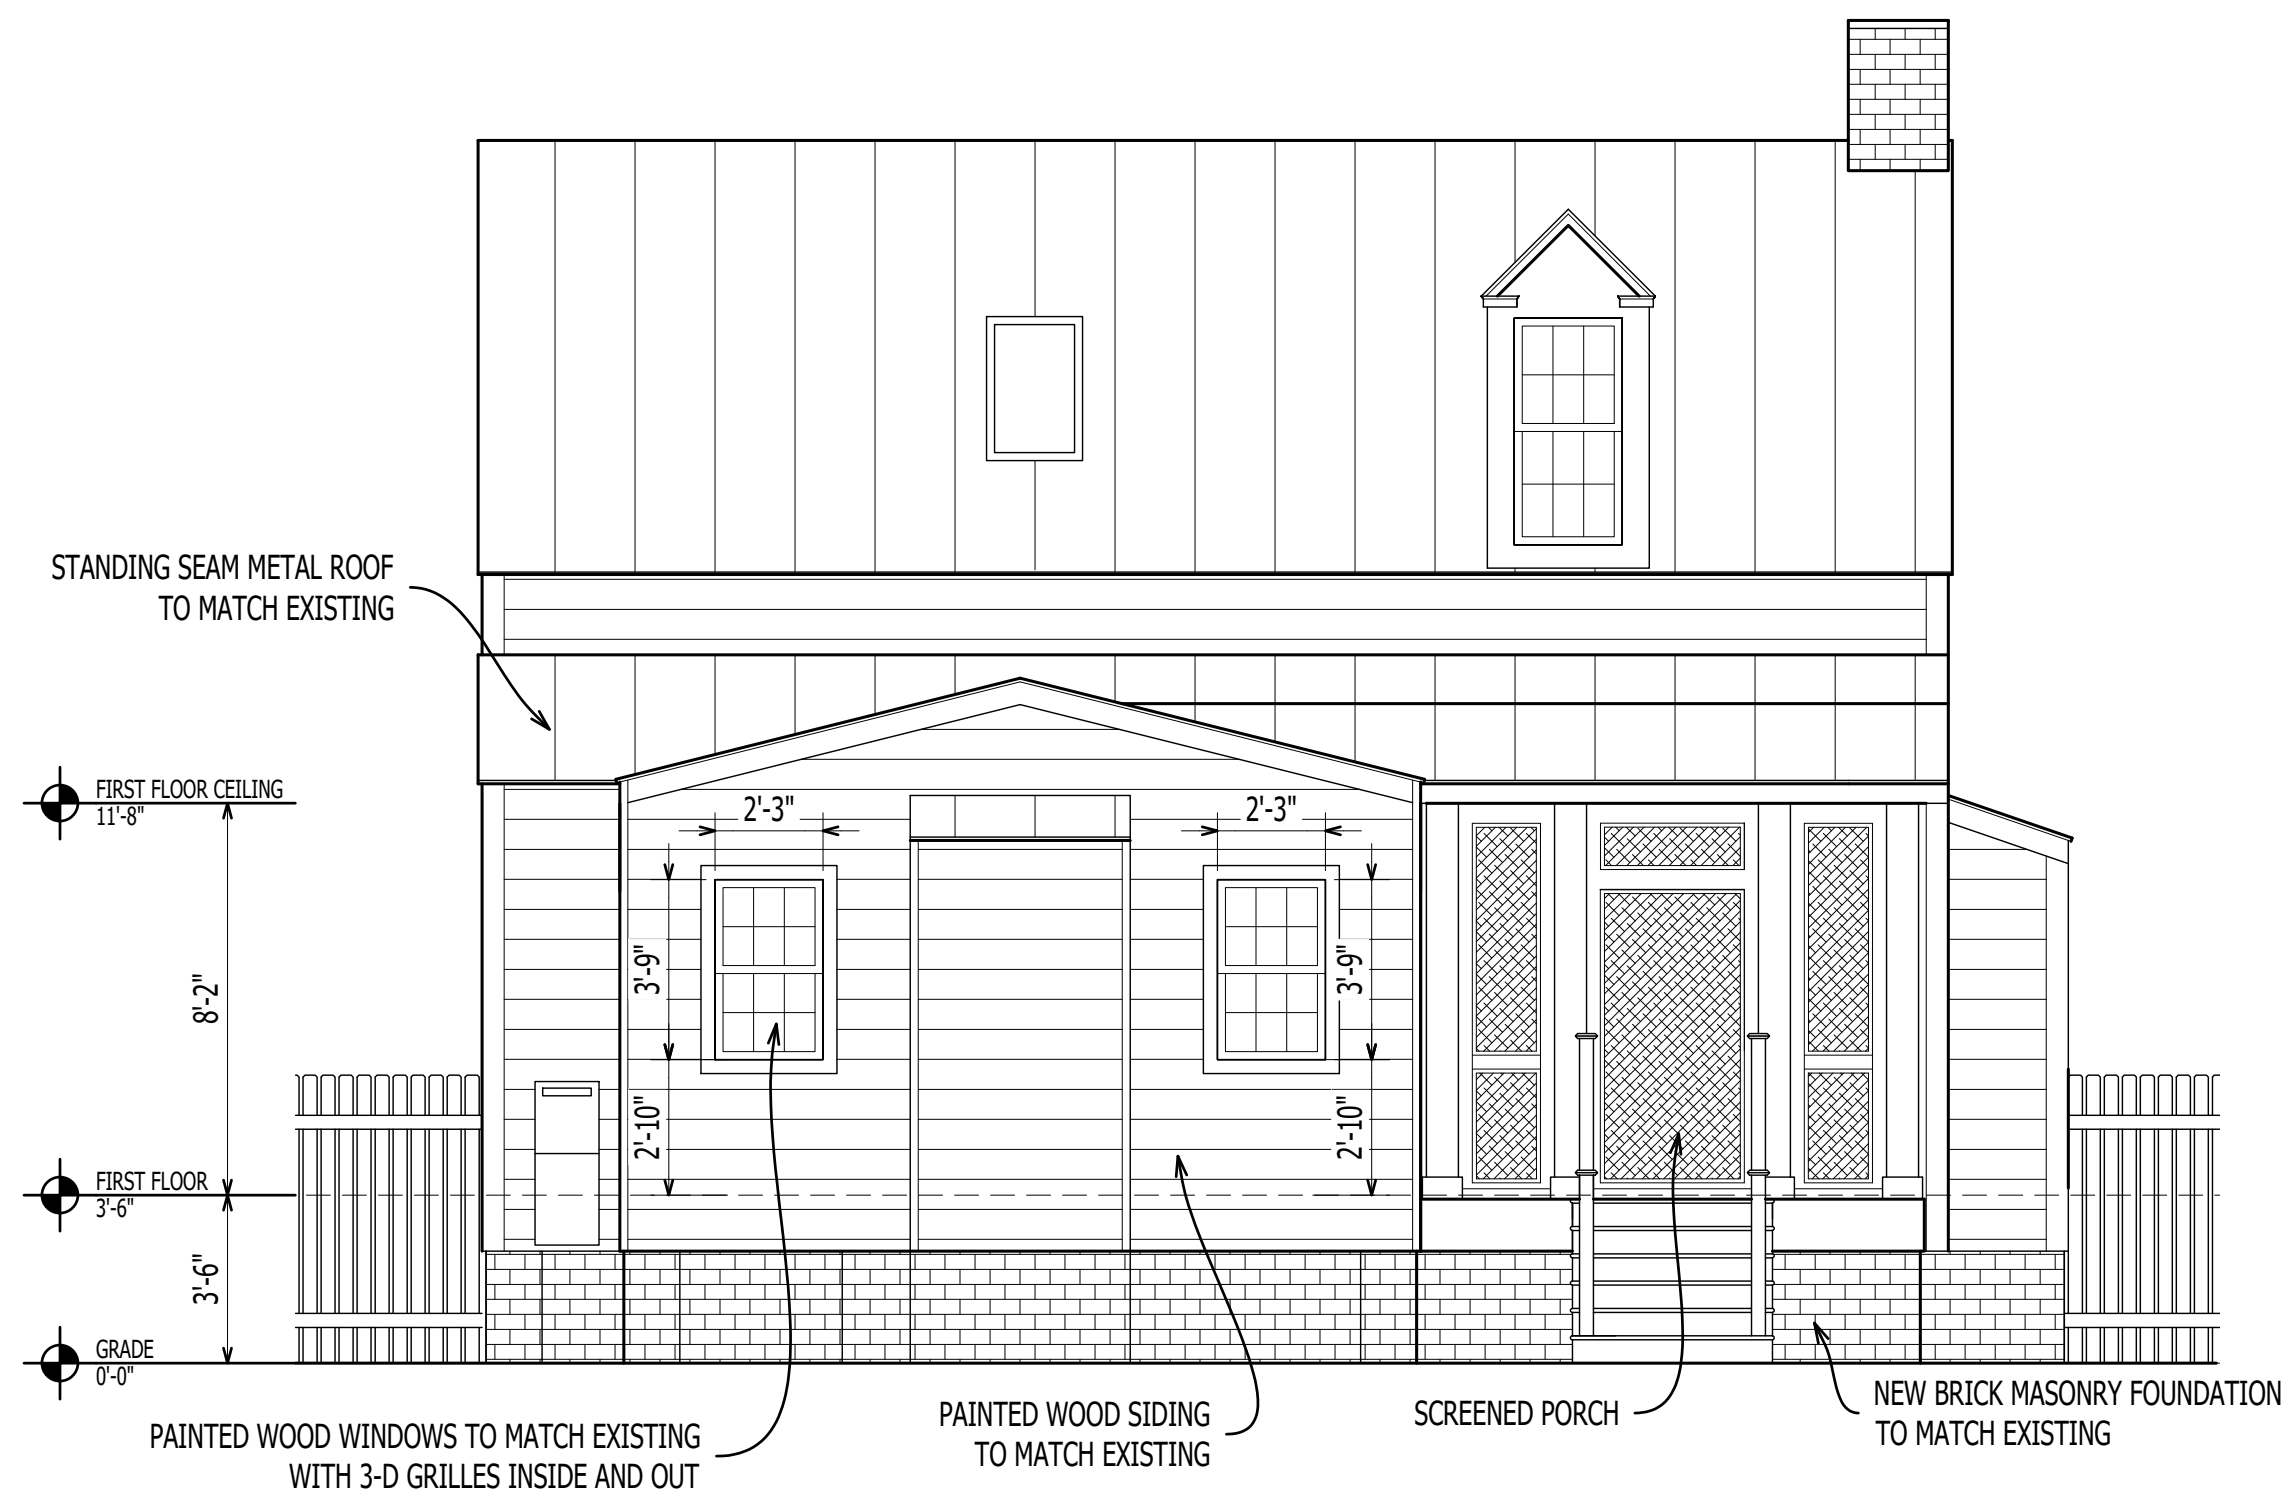 STANDING SEAM METAL ROOF
TO MATCH EXISTING
FIRST FLOOR CEILING
11'-8"
2'-3"
2'-3"
8'-2"
3'-9"
3'-9"
2'-10"
2'-10"
FIRST FLOOR
3'-6"
3'-6"
GRADE
0'-0"
PAINTED WOOD WINDOWS TO MATCH EXISTING
WITH 3-D GRILLES INSIDE AND OUT
PAINTED WOOD SIDING
TO MATCH EXISTING
SCREENED PORCH
NEW BRICK MASONRY FOUNDATION
TO MATCH EXISTING